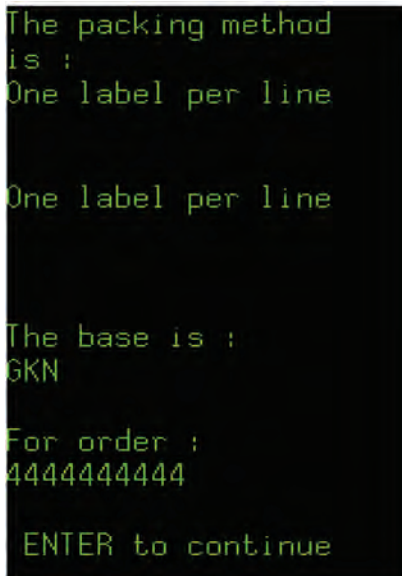 The packing method
is :
One label per line
One label per line
The base is :
GKN
For order :
4444444444
ENTER to continue